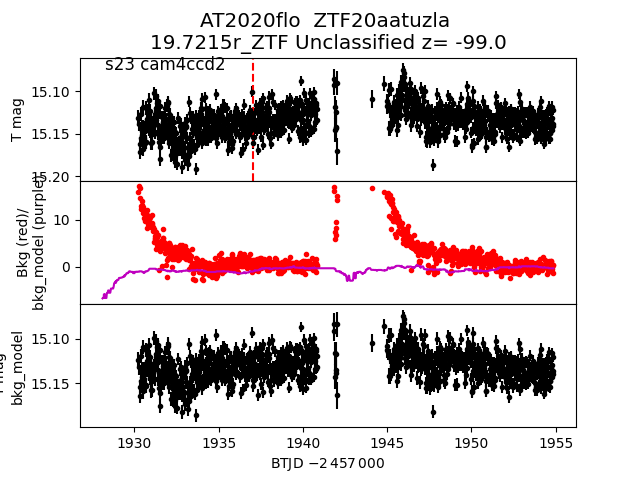 AT2020flo ZTF20aatuzla
19.7215r_ZTF Unclassified z= -99.0
s23 cam4ccd2
T mag
15.10
15.15
15.20
Bkg (red)/
bkg_model (purple)
10
0
mag
bkg_model
15.10
15.15
1930
1935
1940
1945
1950
1955
BTJD −2 457 000